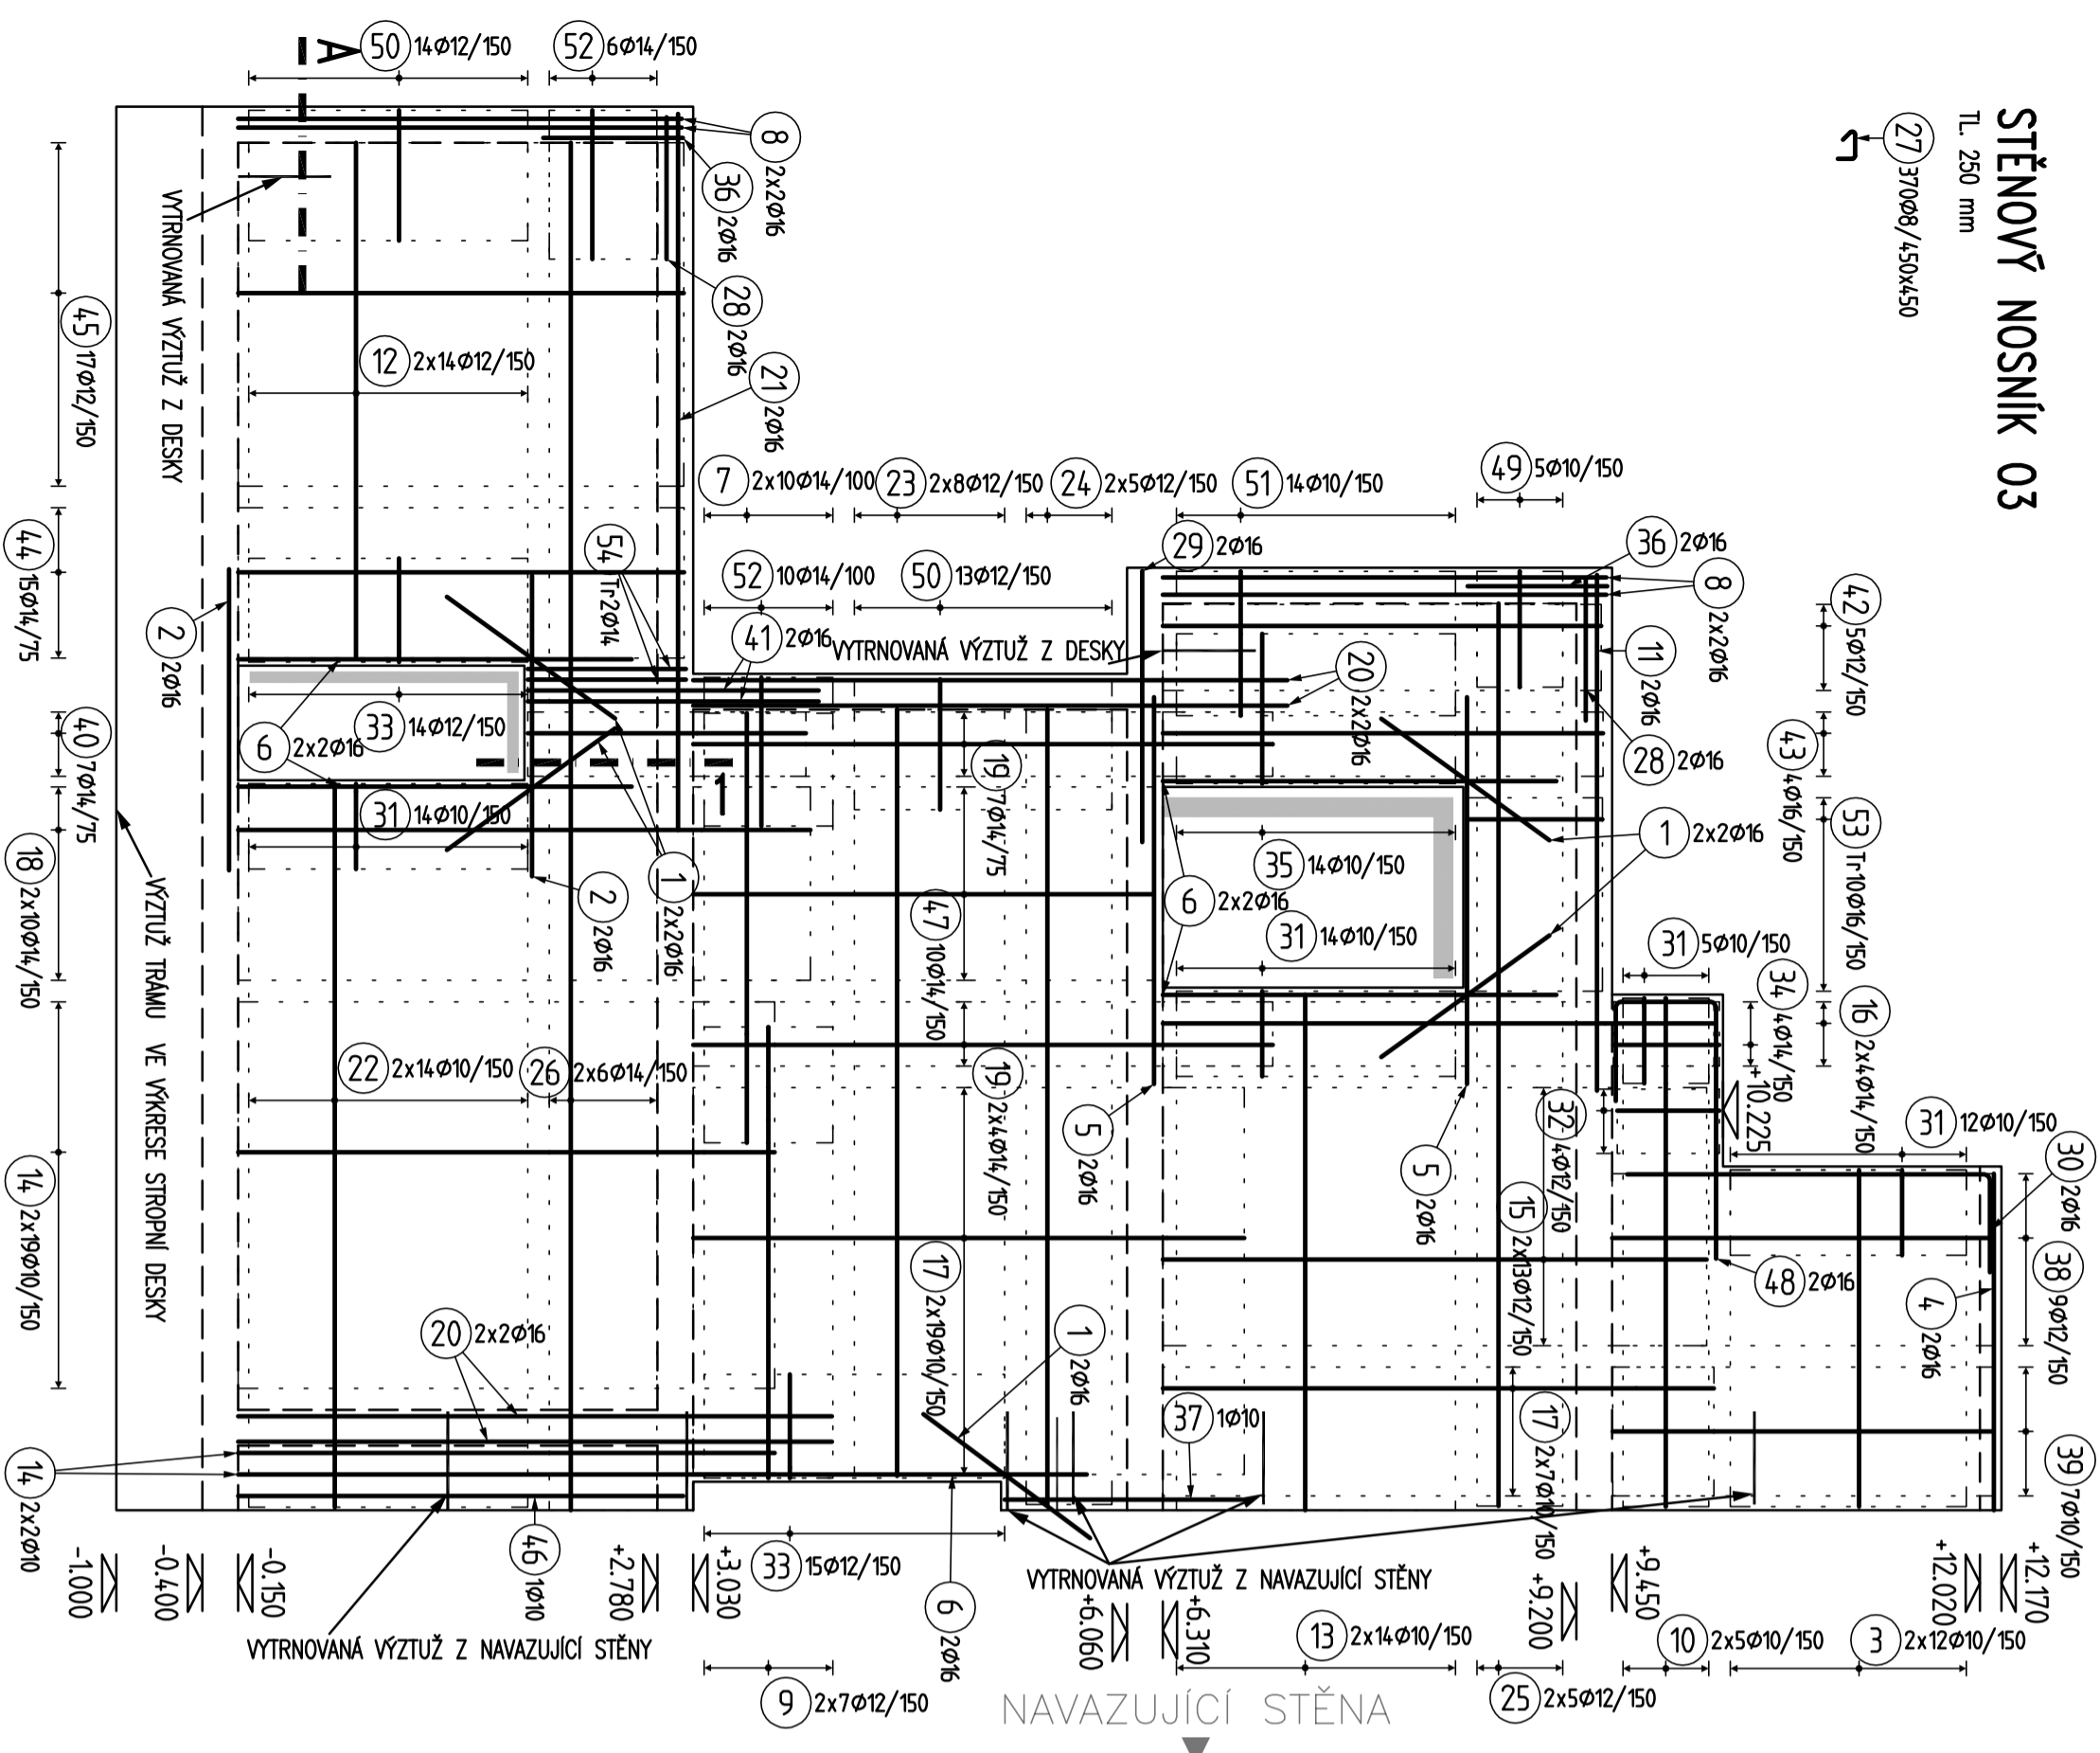 STĚNOVÝ NOSNÍK 03
TL. 250 mm
27 370Ø8/450x450
A
50 14Ø12/150
52 6Ø14/150
8 2x2Ø16
36 2Ø16
28 2Ø16
21 2Ø16
VYTRNOVANÁ VÝZTUŽ Z DESKY
45 17Ø12/150
12 2x14Ø12/150
7 2x10Ø14/100
23 2x8Ø12/150
24 2x5Ø12/150
51 14Ø10/150
49 5Ø10/150
44 15Ø14/75
54 Tr2Ø14
52 10Ø14/100
50 13Ø12/150
29 2Ø16
36 2Ø16
8 2x2Ø16
42 5Ø12/150
2 2Ø16
41 2Ø16
VYTRNOVANÁ VÝZTUŽ Z DESKY
20 2x2Ø16
11 2Ø16
28 2Ø16
43 4Ø16/150
40 7Ø14/75
6 2x2Ø16
33 14Ø12/150
1
19 7Ø14/75
1 2x2Ø16
53 Tr10Ø16/150
31 14Ø10/150
18 2x10Ø14/150
2 2Ø16
1 2x2Ø16
47 10Ø14/150
35 14Ø10/150
6 2x2Ø16
31 14Ø10/150
31 5Ø10/150
34 4Ø14/150
16 2x4Ø14/150
VÝZTUŽ TRÁMU VE VÝKRESE STROPNÍ DESKY
22 2x14Ø10/150
26 2x6Ø14/150
19 2x4Ø14/150
5 2Ø16
5 2Ø16
32 4Ø12/150
+10.225
31 12Ø10/150
30 2Ø16
14 2x19Ø10/150
17 2x19Ø10/150
15 2x13Ø12/150
48 2Ø16
4 2Ø16
38 9Ø12/150
20 2x2Ø16
1 2Ø16
37 1Ø10
17 2x7Ø10/150
39 7Ø10/150
14 2x2Ø10
46 1Ø10
33 15Ø12/150
6 2Ø16
VYTRNOVANÁ VÝZTUŽ Z NAVAZUJÍCÍ STĚNY
-1.000
-0.400
-0.150
+2.780
+3.030
+6.060
+6.310
+9.200
+9.450
+12.020
+12.170
VYTRNOVANÁ VÝZTUŽ Z NAVAZUJÍCÍ STĚNY
13 2x14Ø10/150
10 2x5Ø10/150
3 2x12Ø10/150
9 2x7Ø12/150
25 2x5Ø12/150
NAVAZUJÍCÍ STĚNA